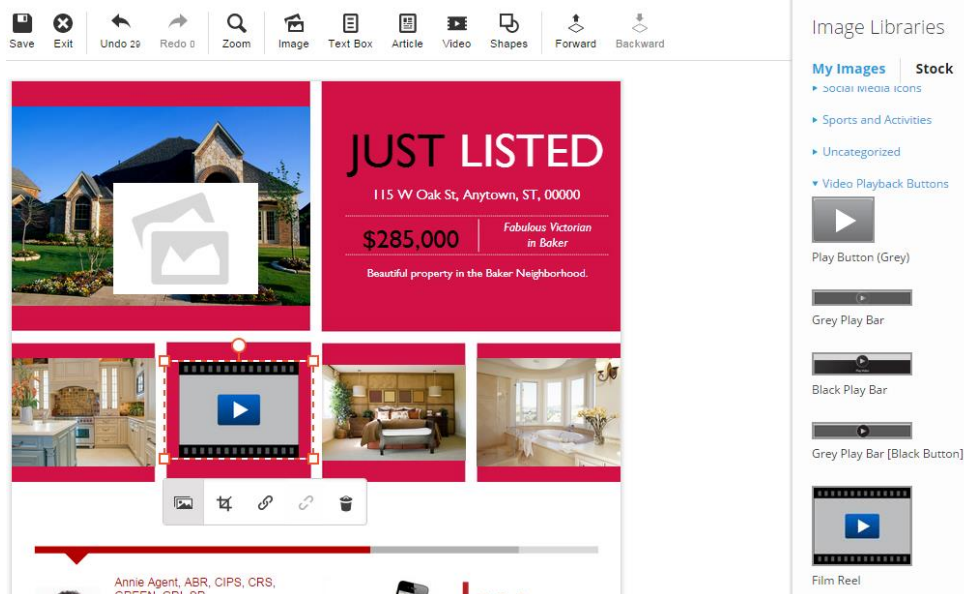 Save
Exit
Undo 29
Redo 0
Zoom
Image
Text Box
Article
Video
Shapes
Forward
Backward
Image Libraries
My Images
Stock
Social Media Icons
Sports and Activities
Uncategorized
Video Playback Buttons
Play Button (Grey)
Grey Play Bar
Black Play Bar
Grey Play Bar [Black Button]
Film Reel
JUST LISTED
115 W Oak St, Anytown, ST, 00000
$285,000
Fabulous Victorian
in Baker
Beautiful property in the Baker Neighborhood.
Annie Agent, ABR, CIPS, CRS,